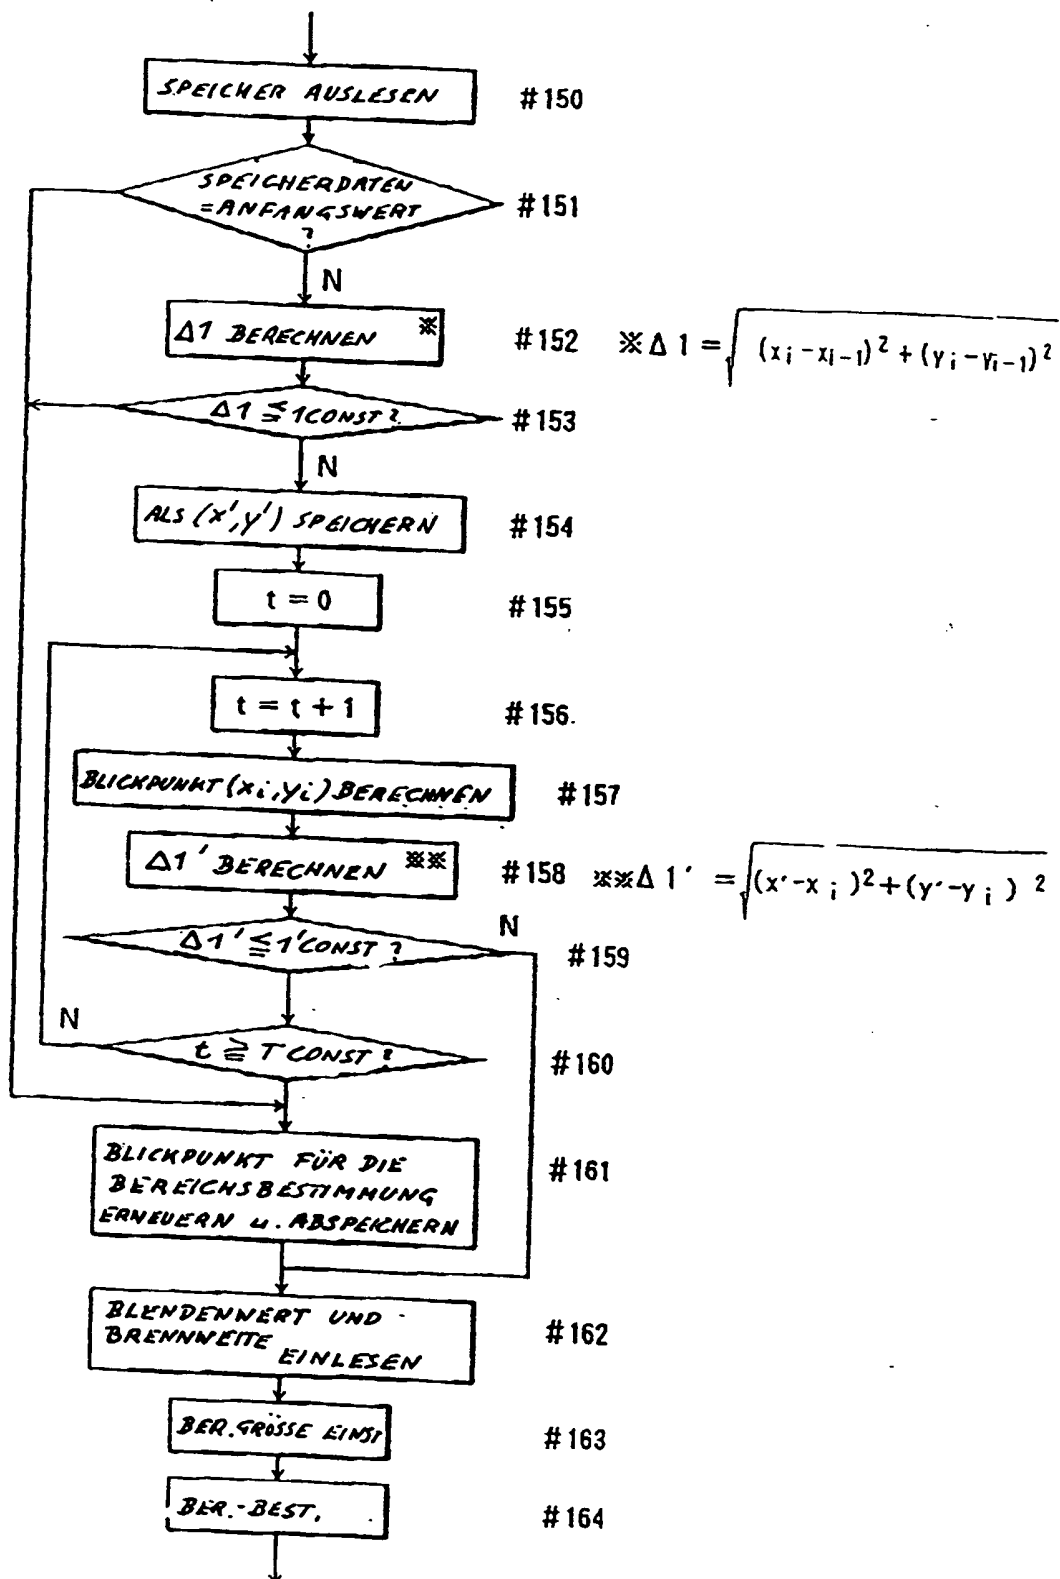 SPEICHER AUSLESEN #150
SPEICHERDATEN
=ANFANGSWERT #151
?
N
Δ1 BERECHNEN ※ #152 ※Δ1 = √(xi − xi−1)² + (yi − yi−1)²
Δ1 ≦ 1CONST? #153
N
ALS (x',y') SPEICHERN #154
t = 0 #155
t = t + 1 #156.
BLICKPUNKT (xi,yi) BERECHNEN #157
Δ1' BERECHNEN ※※ #158 ※※Δ1' = √(x'-xi)²+(y'-yi)²
N
Δ1' ≦ 1'CONST? #159
N
t ≧ TCONST? #160
BLICKPUNKT FÜR DIE #161
BEREICHSBESTIMMUNG
ERNEUERN u. ABSPEICHERN
BLENDENWERT UND #162
BRENNWEITE
EINLESEN
BER.GRÖSSE EINST #163
BER.-BEST. #164